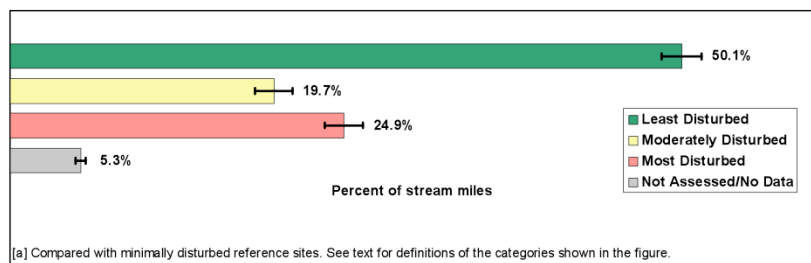 50.1%
19.7%
24.9%
5.3%
Least Disturbed
Moderately Disturbed
Most Disturbed
Not Assessed/No Data
Percent of stream miles
[a] Compared with minimally disturbed reference sites. See text for definitions of the categories shown in the figure.